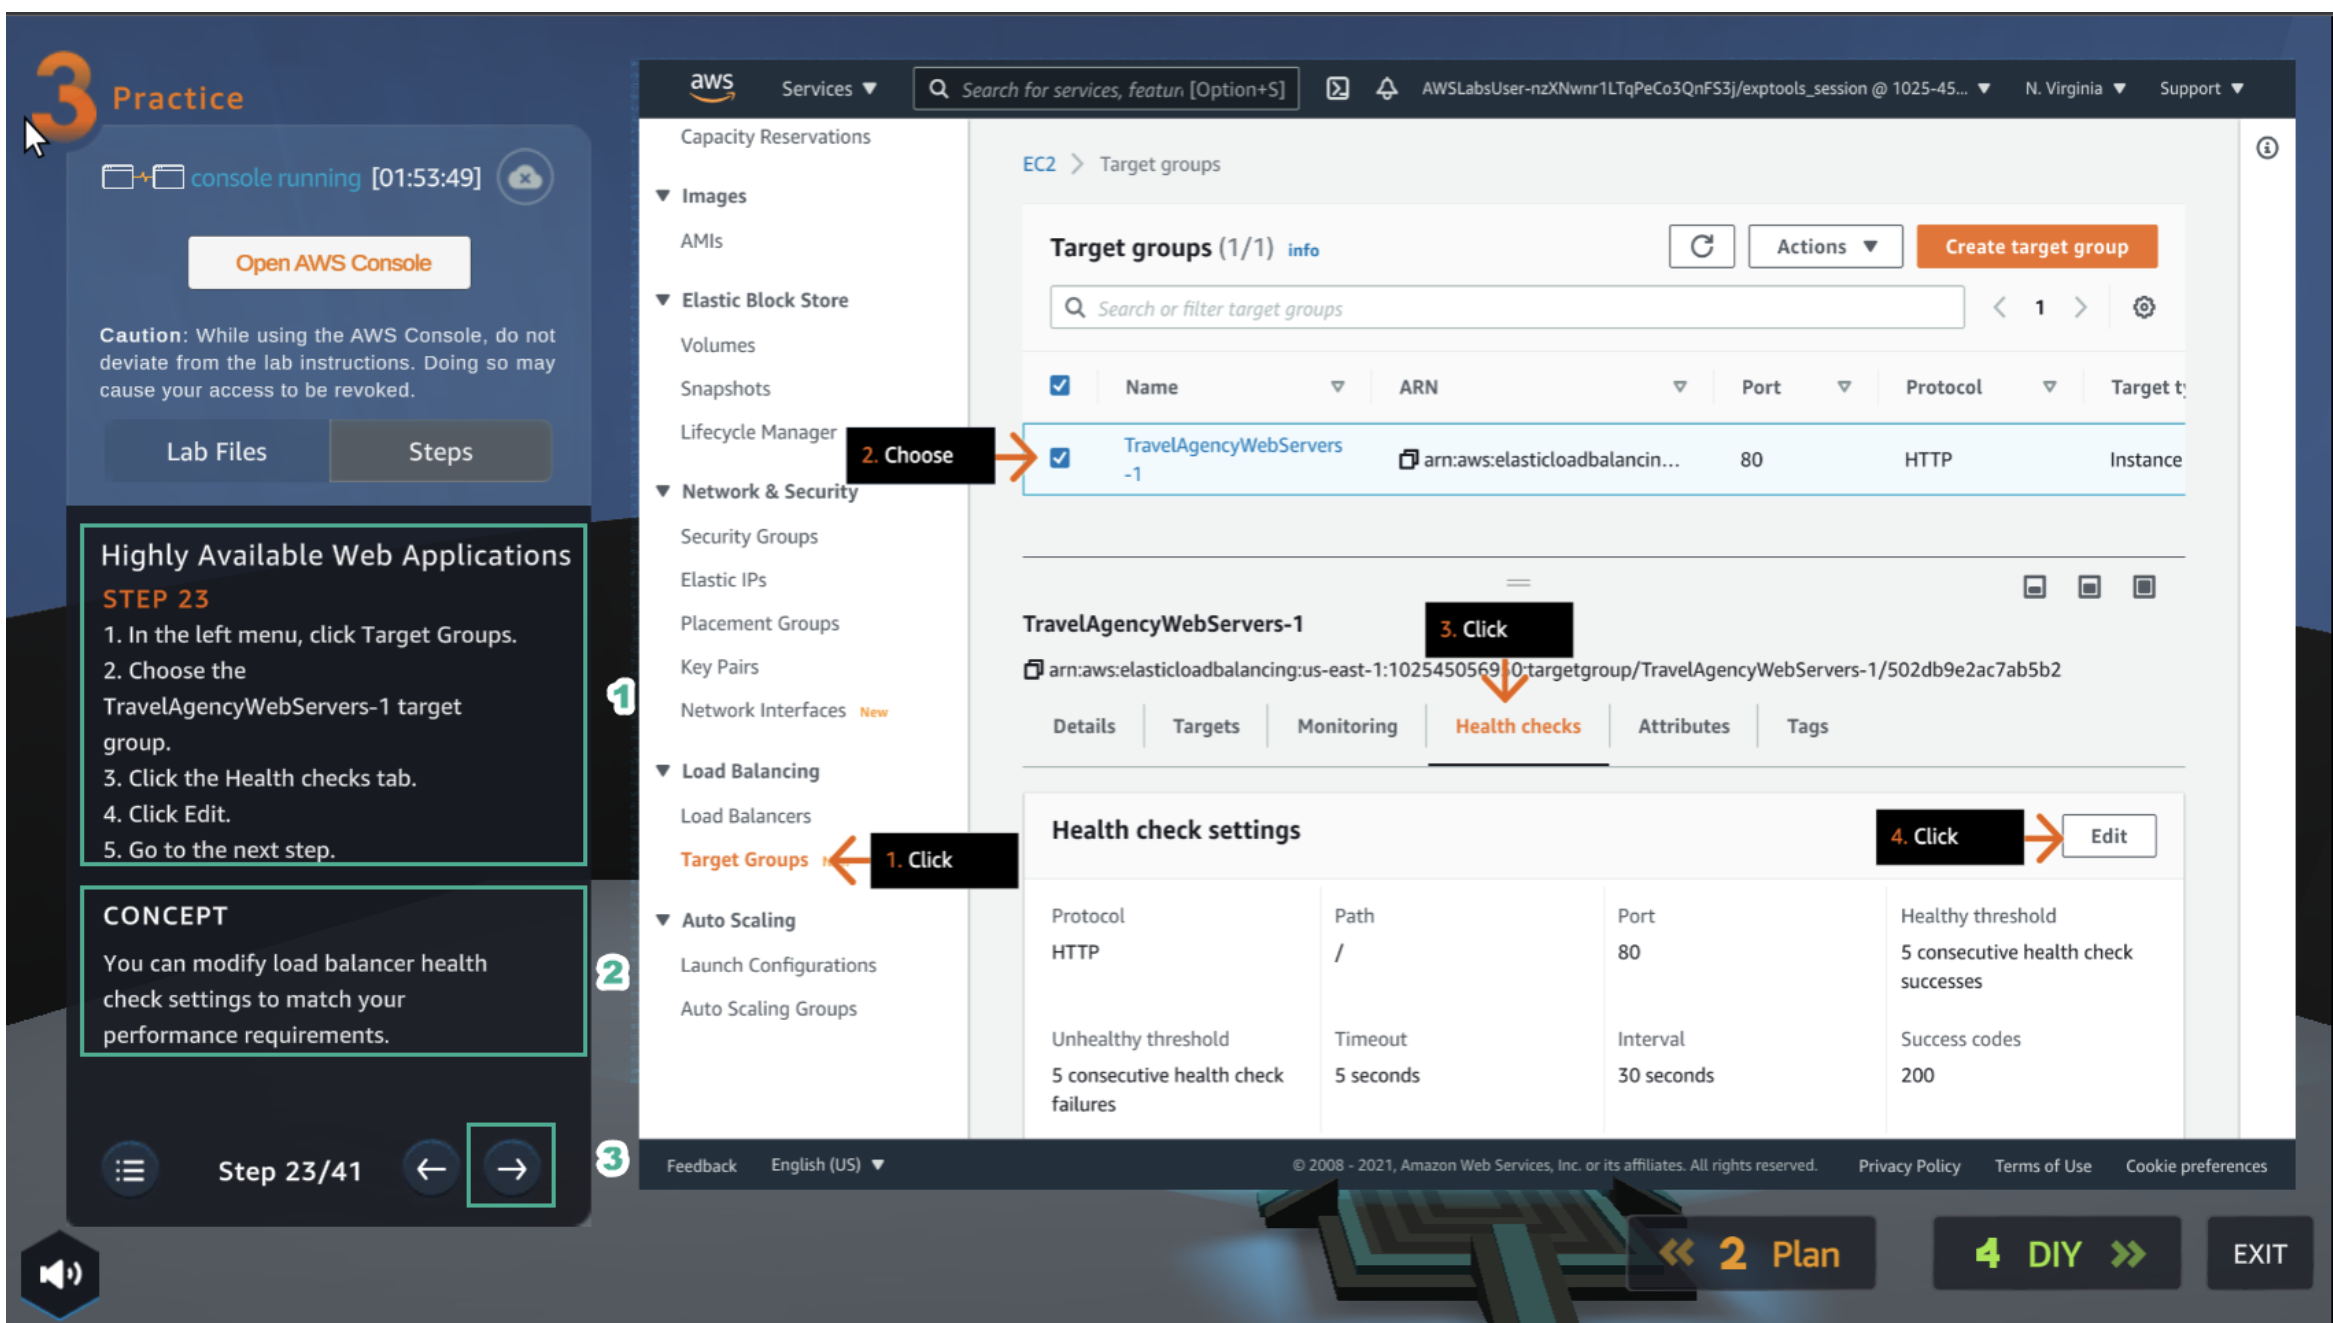 3 Practice
console running [01:53:49]
Open AWS Console
Caution: While using the AWS Console, do not
deviate from the lab instructions. Doing so may
cause your access to be revoked.
Lab Files
Steps
Highly Available Web Applications
STEP 23
1. In the left menu, click Target Groups.
2. Choose the
TravelAgencyWebServers-1 target
group.
3. Click the Health checks tab.
4. Click Edit.
5. Go to the next step.
1
CONCEPT
You can modify load balancer health
check settings to match your
performance requirements.
2
Step 23/41
3
aws
Services
Search for services, featur [Option+S]
AWSLabsUser-nzXNwnr1LTqPeCo3QnFS3j/exptools_session @ 1025-45...
N. Virginia
Support
Capacity Reservations
Images
AMIs
Elastic Block Store
Volumes
Snapshots
Lifecycle Manager
Network & Security
Security Groups
Elastic IPs
Placement Groups
Key Pairs
Network Interfaces New
Load Balancing
Load Balancers
Target Groups
1. Click
Auto Scaling
Launch Configurations
Auto Scaling Groups
EC2 > Target groups
Target groups (1/1) info
Actions
Create target group
Search or filter target groups
1
Name
ARN
Port
Protocol
Target t
2. Choose
TravelAgencyWebServers
-1
arn:aws:elasticloadbalancin...
80
HTTP
Instance
TravelAgencyWebServers-1
3. Click
arn:aws:elasticloadbalancing:us-east-1:1025450569 0:targetgroup/TravelAgencyWebServers-1/502db9e2ac7ab5b2
Details
Targets
Monitoring
Health checks
Attributes
Tags
Health check settings
4. Click
Edit
Protocol
HTTP
Path
/
Port
80
Healthy threshold
5 consecutive health check
successes
Unhealthy threshold
5 consecutive health check
failures
Timeout
5 seconds
Interval
30 seconds
Success codes
200
Feedback
English (US)
© 2008 - 2021, Amazon Web Services, Inc. or its affiliates. All rights reserved.
Privacy Policy
Terms of Use
Cookie preferences
2 Plan
4 DIY
EXIT